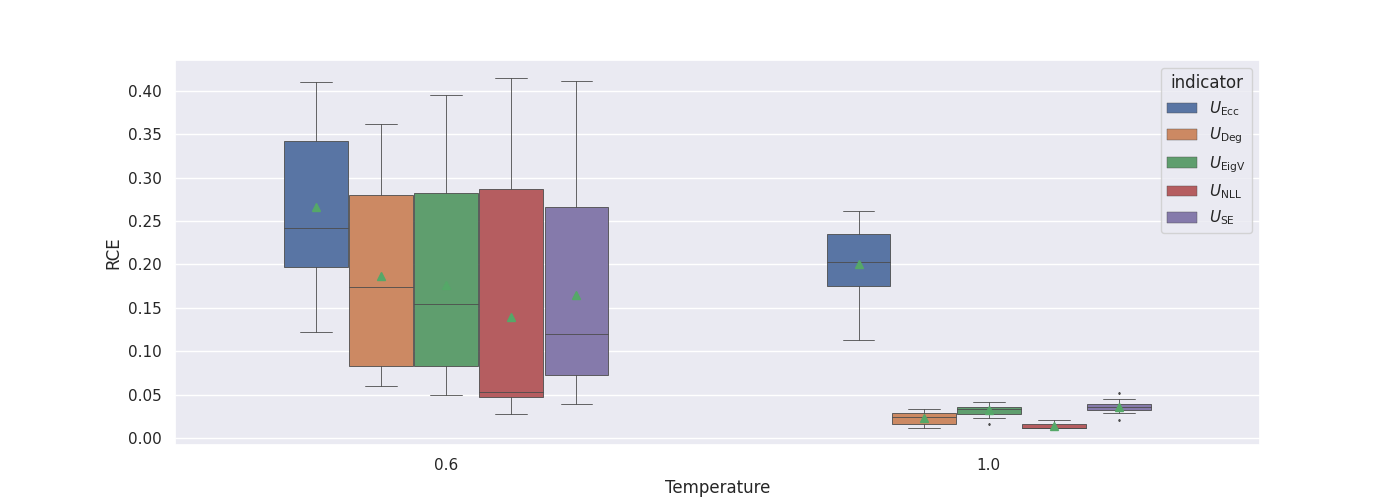 0.40
0.35
0.30
0.25
0.20
0.15
0.10
0.05
0.00
RCE
0.6
1.0
Temperature
indicator
U_Ecc
U_Deg
U_EigV
U_NLL
U_SE